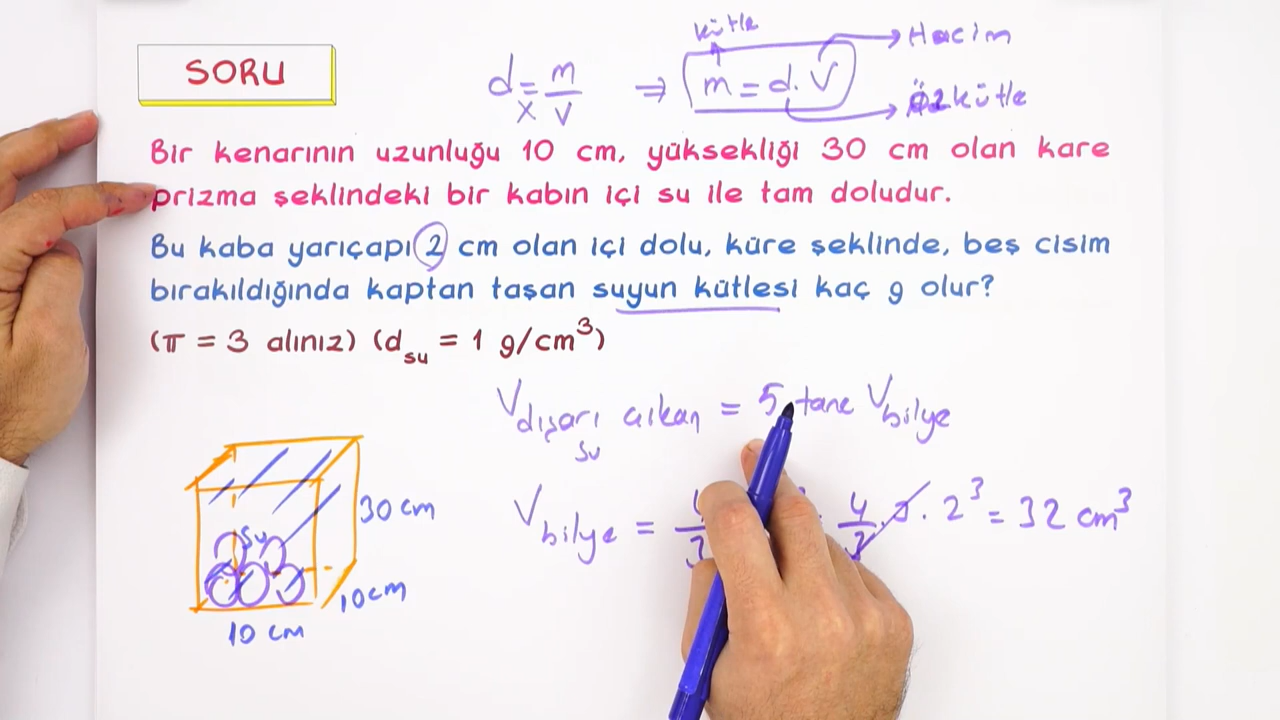 SORU
kütle
d = m/V ⇒ m = d.V
x
Hacim
Özkütle
Bir kenarının uzunluğu 10 cm, yüksekliği 30 cm olan kare
prizma şeklindeki bir kabın içi su ile tam doludur.
Bu kaba yarıçapı 2 cm olan içi dolu, küre şeklinde, beş cisim
bırakıldığında kaptan taşan suyun kütlesi kaç g olur?
(π = 3 alınız) (d su = 1 g/cm³)
V dışarı çıkan su = 5 tane V bilye
V bilye = 4/3 . 3 . 2³ = 32 cm³
su
30 cm
10cm
10 cm